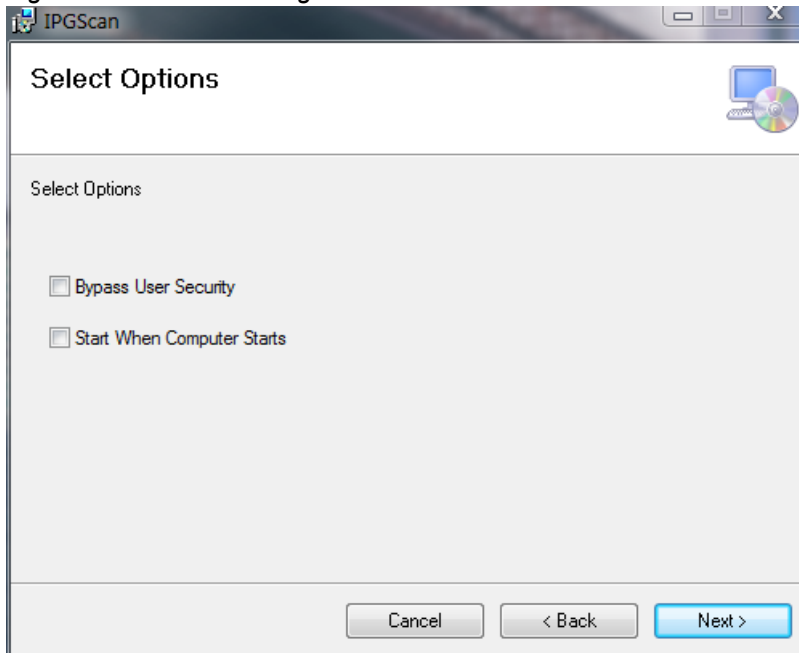 IPGScan
Select Options
Select Options
Bypass User Security
Start When Computer Starts
Cancel
< Back
Next >